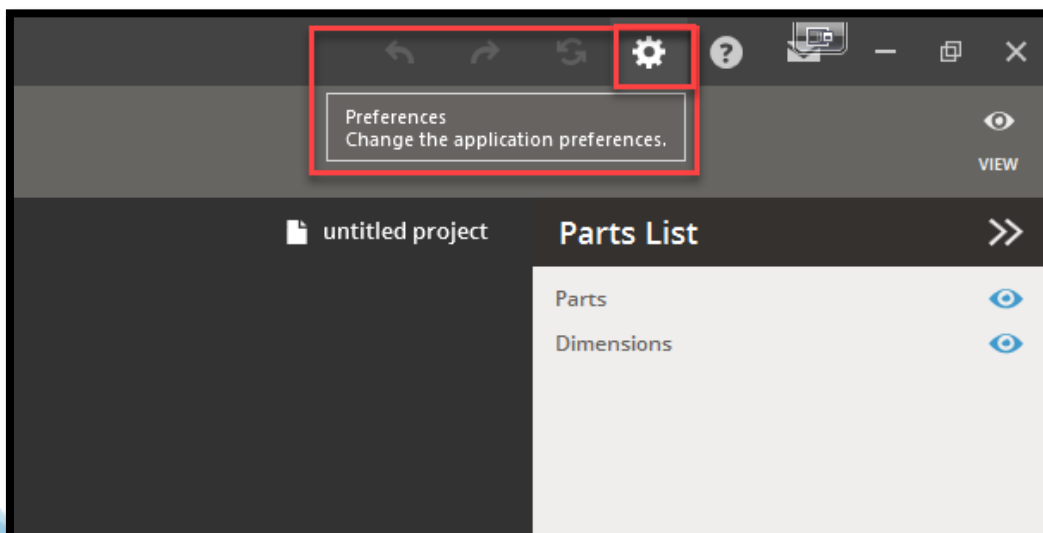 Preferences
Change the application preferences.
VIEW
untitled project
Parts List
Parts
Dimensions